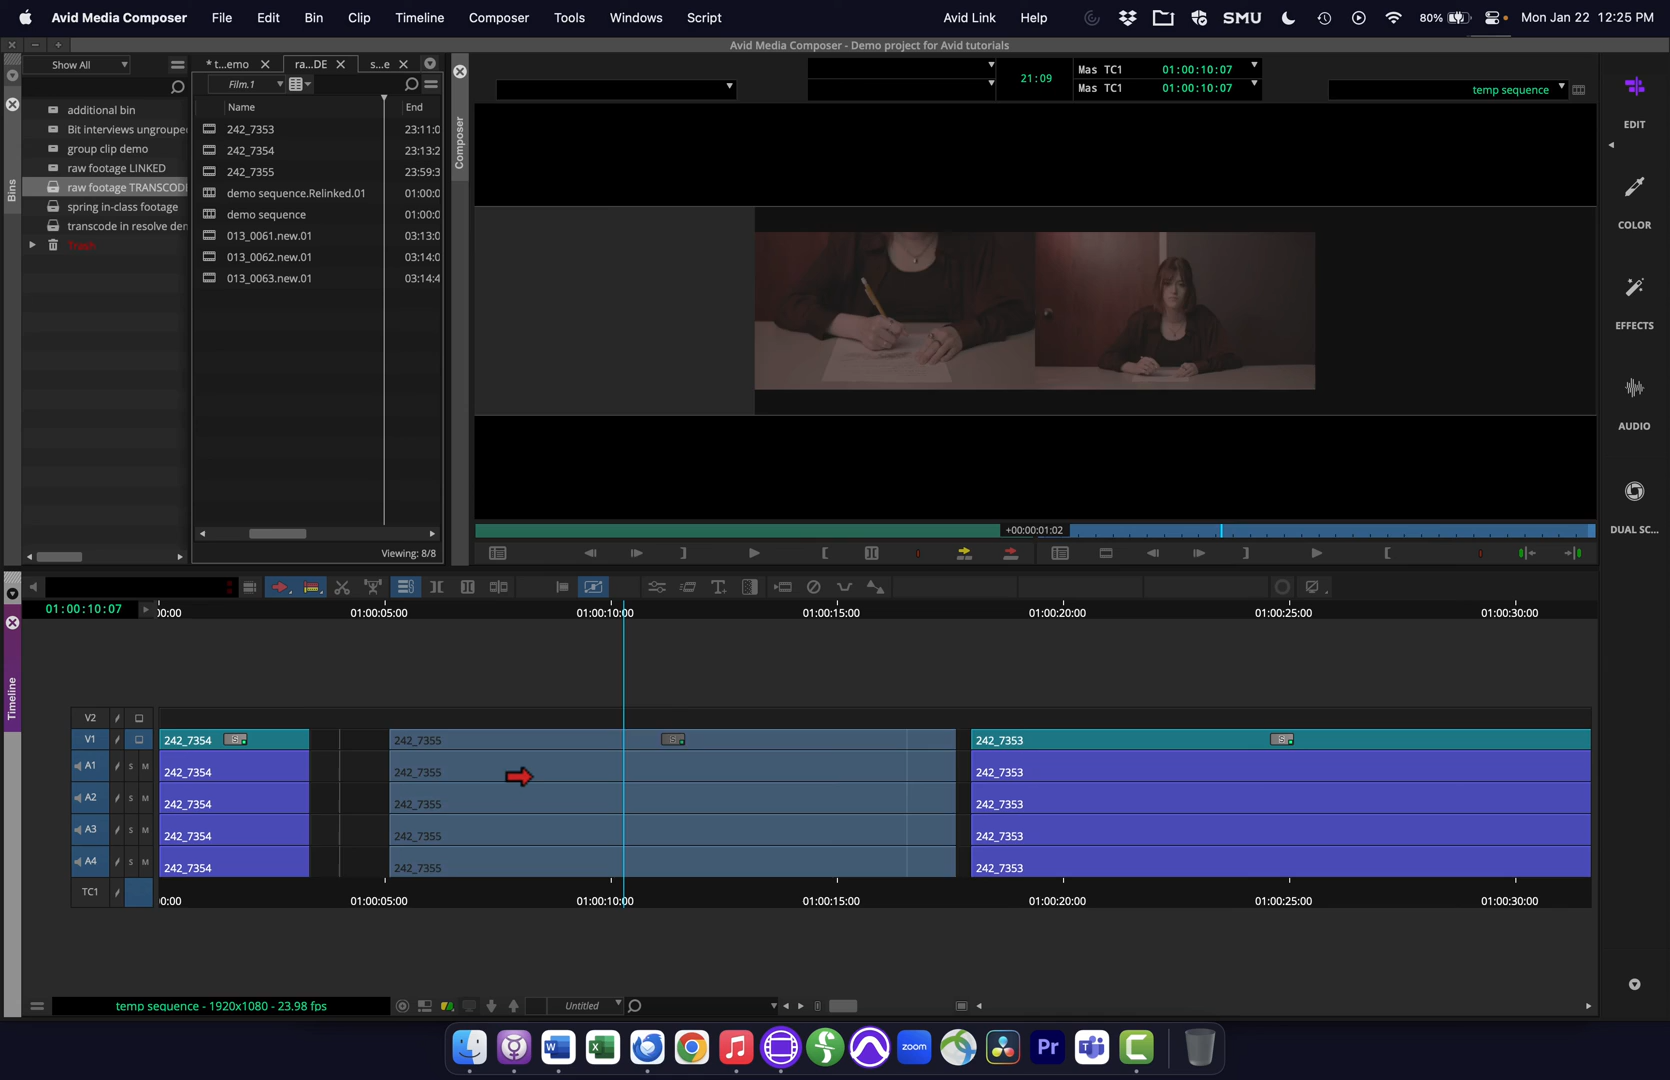 Avid Media Composer File Edit Bin Clip Timeline Composer Tools Windows Script Avid Link Help SMU 80% Mon Jan 22 12:25 PM
Avid Media Composer - Demo project for Avid tutorials
Show All
* t...emo
ra...DE
s...e
Film.1
Name End
additional bin
Bit interviews ungroupe
group clip demo
raw footage LINKED
raw footage TRANSCODE
spring in-class footage
transcode in resolve den
Trash
Bins
242_7353 23:11:0
242_7354 23:13:2
242_7355 23:59:3
demo sequence.Relinked.01 01:00:0
demo sequence 01:00:0
013_0061.new.01 03:13:0
013_0062.new.01 03:14:0
013_0063.new.01 03:14:4
Viewing: 8/8
Composer
21:09
Mas TC1 01:00:10:07
Mas TC1 01:00:10:07
temp sequence
+00:00:01:02
EDIT
COLOR
EFFECTS
AUDIO
DUAL SC...
01:00:10:07
00:00 01:00:05:00 01:00:10:00 01:00:15:00 01:00:20:00 01:00:25:00 01:00:30:00
Timeline
V2
V1 242_7354 S 242_7355 S 242_7353 S
A1 S M 242_7354 242_7355 242_7353
A2 S M 242_7354 242_7355 242_7353
A3 S M 242_7354 242_7355 242_7353
A4 S M 242_7354 242_7355 242_7353
TC1
00:00 01:00:05:00 01:00:10:00 01:00:15:00 01:00:20:00 01:00:25:00 01:00:30:00
temp sequence - 1920x1080 - 23.98 fps
Untitled
zoom
Pr